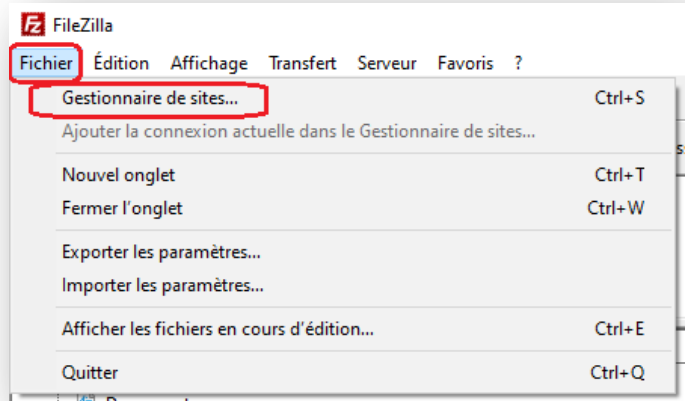 FileZilla
Fichier Édition Affichage Transfert Serveur Favoris ?
Gestionnaire de sites... Ctrl+S
Ajouter la connexion actuelle dans le Gestionnaire de sites...
Nouvel onglet Ctrl+T
Fermer l'onglet Ctrl+W
Exporter les paramètres...
Importer les paramètres...
Afficher les fichiers en cours d'édition... Ctrl+E
Quitter Ctrl+Q